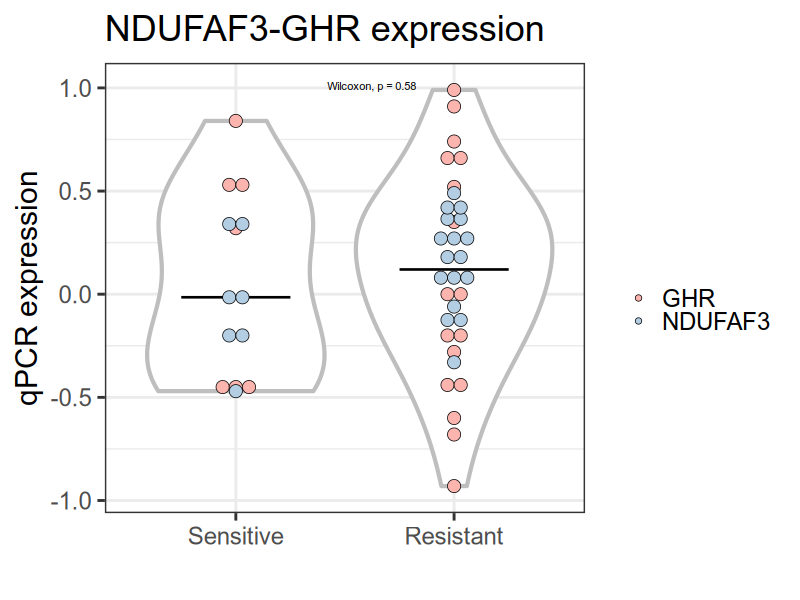 NDUFAF3-GHR expression
Wilcoxon, p = 0.58
1.0
0.5
0.0
-0.5
-1.0
qPCR expression
Sensitive
Resistant
GHR
NDUFAF3